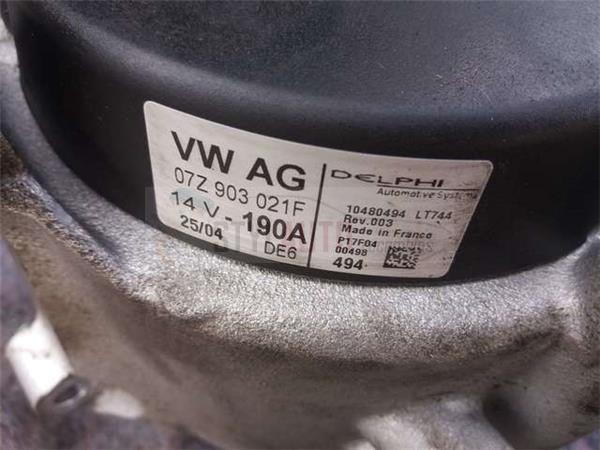 VW AG
07Z 903 021F
14 V - 190A
25/04 DE6
DELPHI
Automotive Systems
10480494 LT744
Rev.003
Made in France
P17F04
00498
494